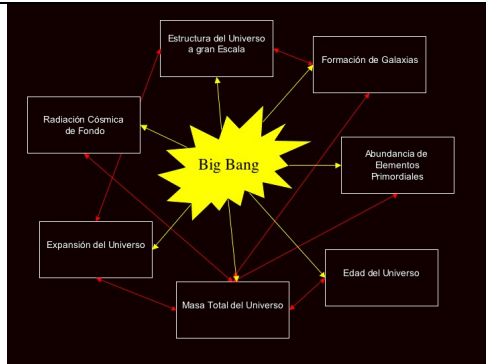 Estructura del Universo
a gran Escala
Formación de Galaxias
Radiación Cósmica
de Fondo
Big Bang
Abundancia de
Elementos
Primordiales
Expansión del Universo
Edad del Universo
Masa Total del Universo